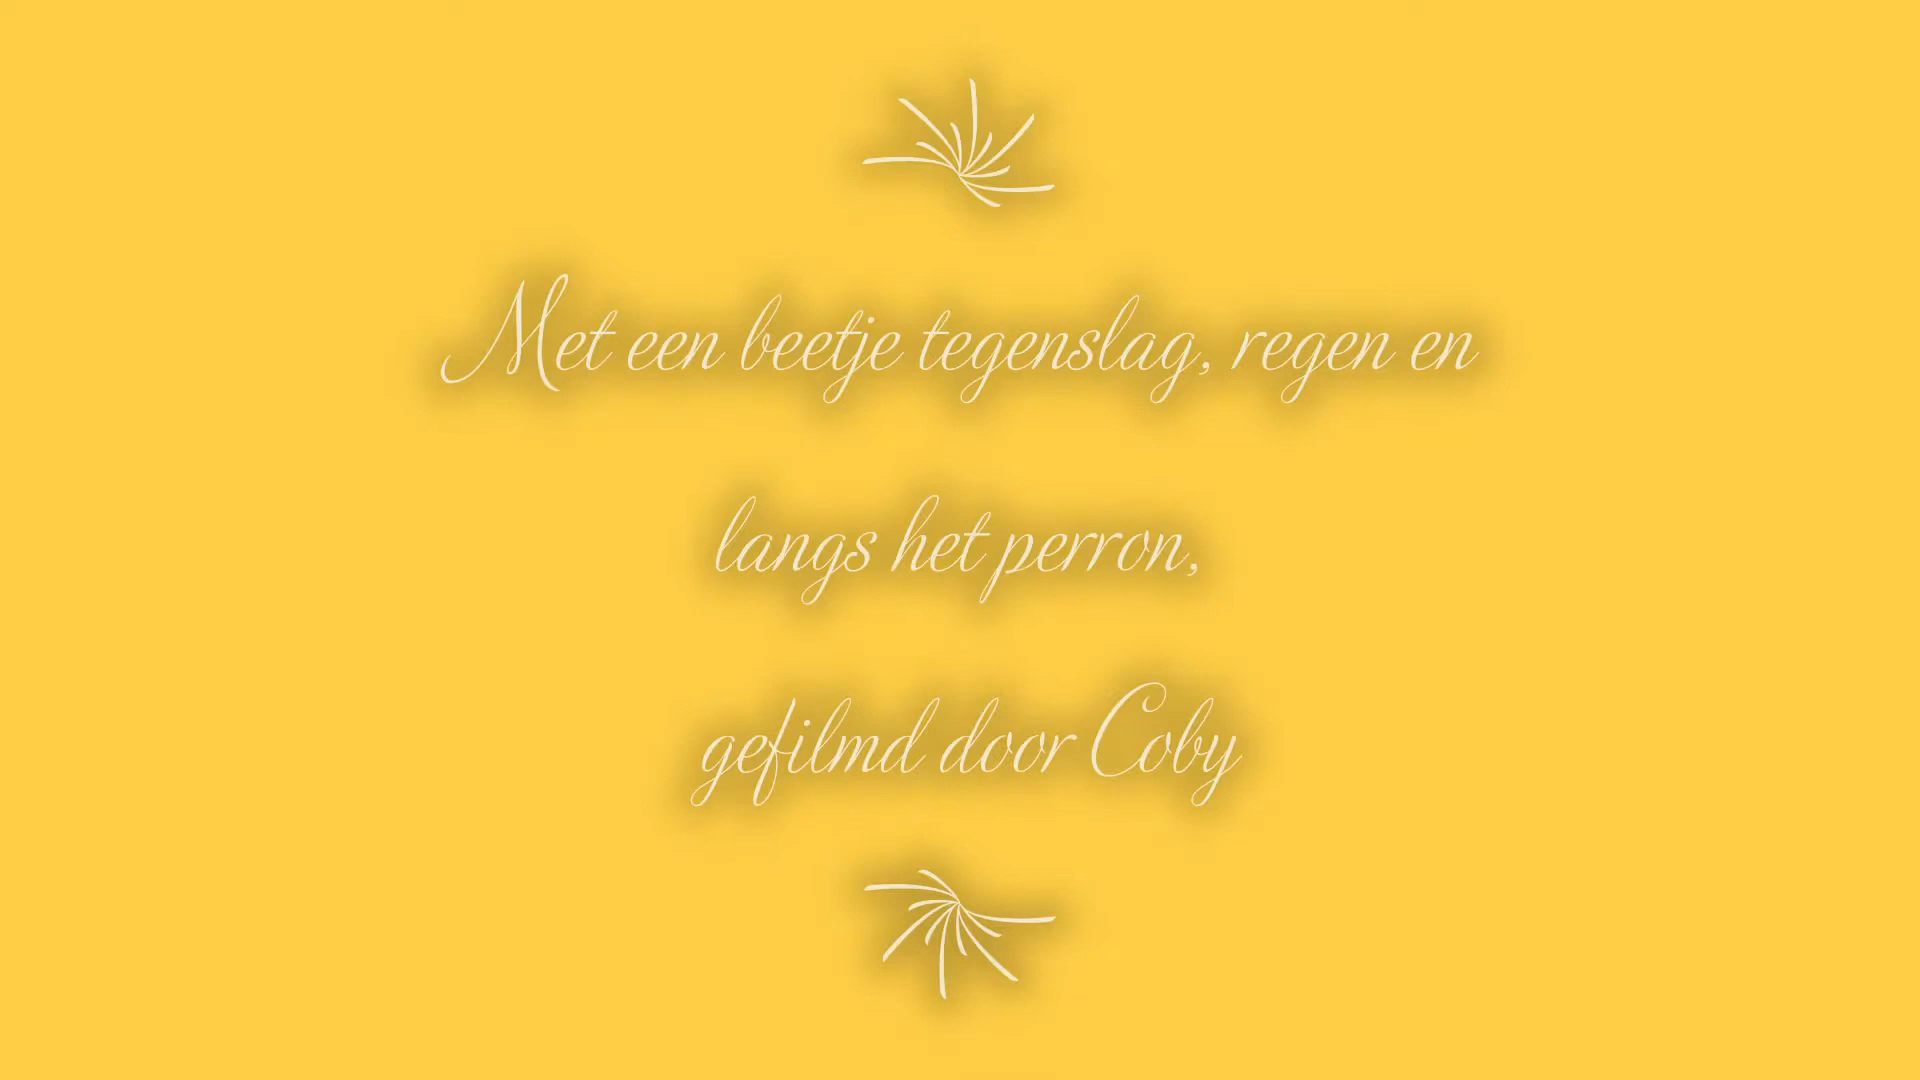 Met een beetje tegenslag, regen en
langs het perron,
gefilmd door Coby